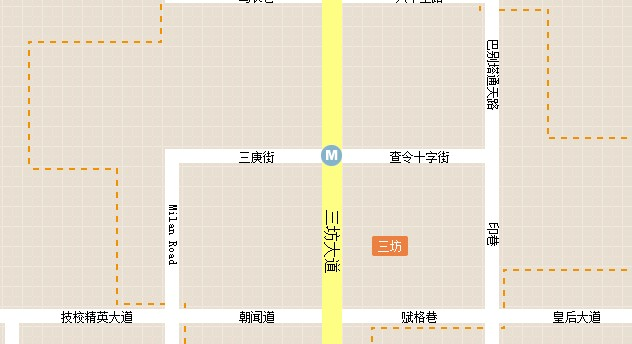 巴别塔通天路
三庚街
M
查令十字街
Milan Road
三坊大道
三坊
印巷
技校精英大道
朝闻道
赋格巷
皇后大道